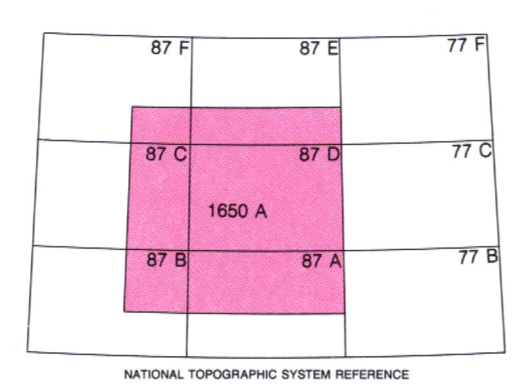 87 F 87 E 77 F
87 C 87 D 77 C
1650 A
87 B 87 A 77 B
NATIONAL TOPOGRAPHIC SYSTEM REFERENCE